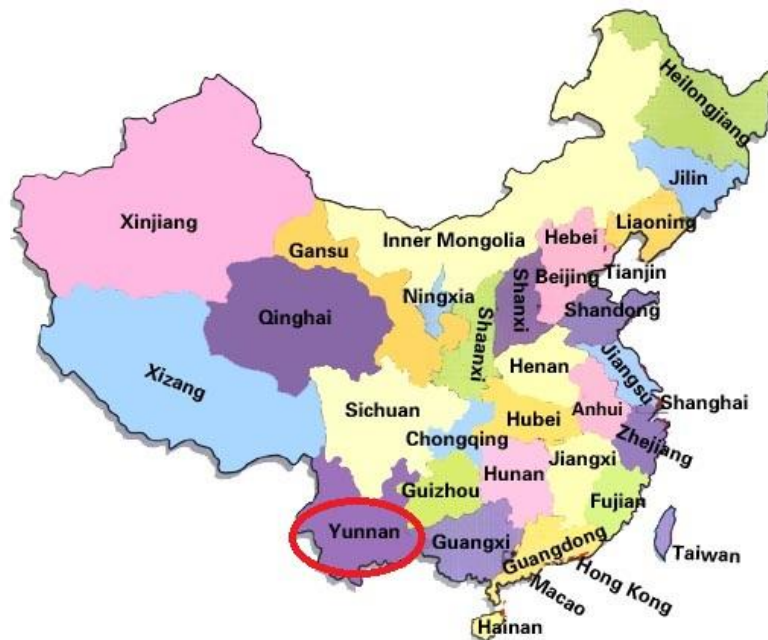 Heilongjiang
Jilin
Xinjiang
Inner Mongolia
Liaoning
Gansu
Hebei
Beijing
Tianjin
Ningxia
Shaanxi
Shanxi
Shandong
Qinghai
Xizang
Henan
Jiangsu
Sichuan
Hubei
Anhui
Shanghai
Chongqing
Zhejiang
Hunan
Jiangxi
Guizhou
Fujian
Yunnan
Guangxi
Guangdong
Taiwan
Hong Kong
Macao
Hainan